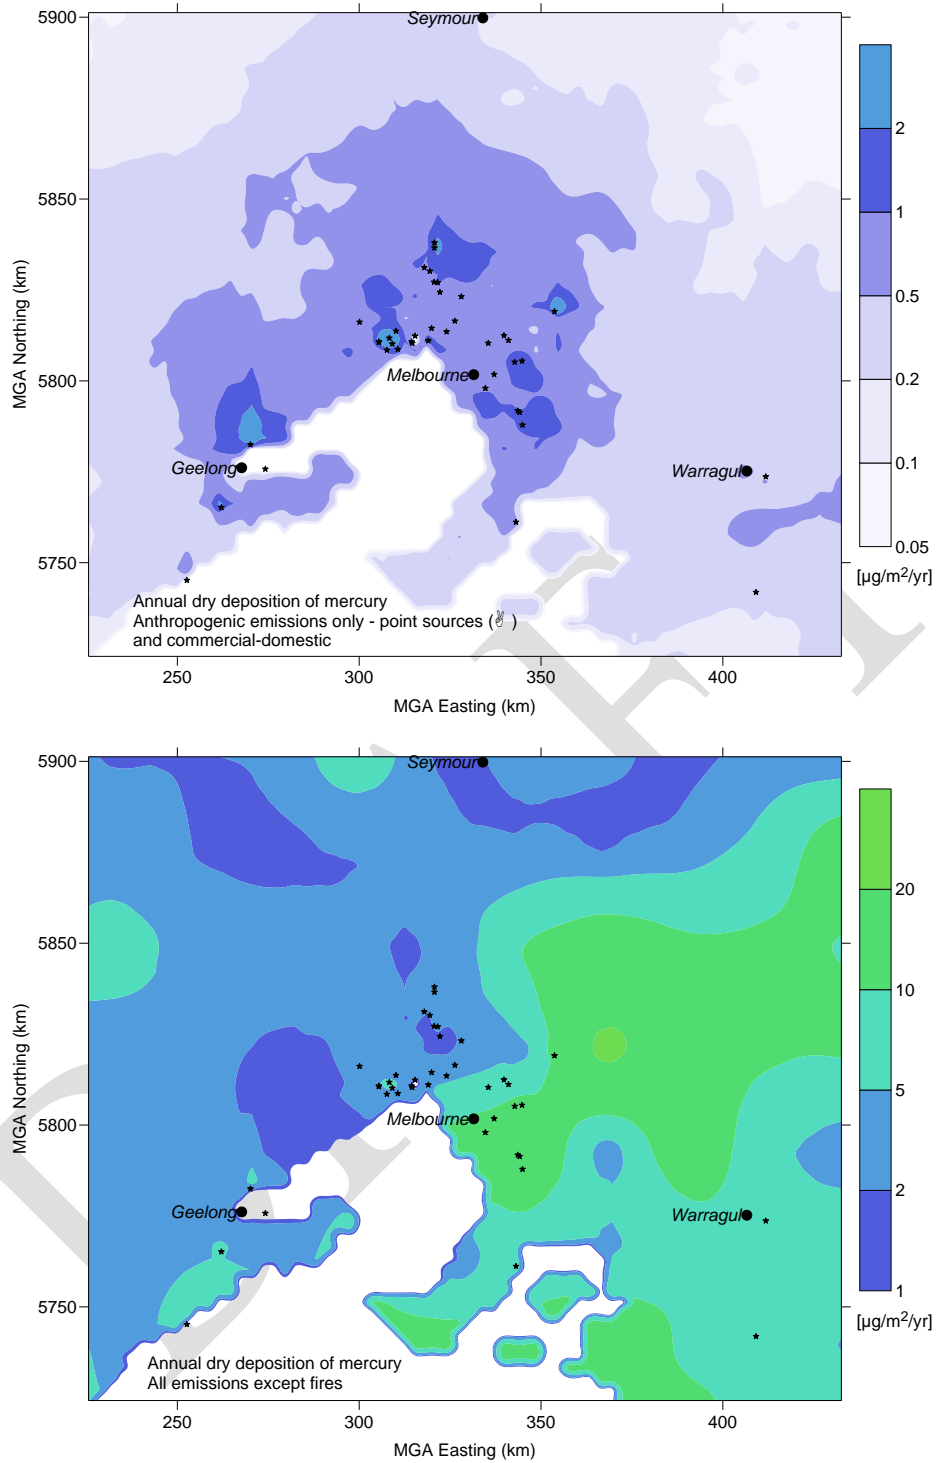 5900
5850
5800
5750
MGA Northing (km)
Seymour
Melbourne
Geelong
Warragul
Annual dry deposition of mercury
Anthropogenic emissions only - point sources (✌ )
and commercial-domestic
250
300
350
400
MGA Easting (km)
2
1
0.5
0.2
0.1
0.05
[µg/m²/yr]
5900
5850
5800
5750
MGA Northing (km)
Seymour
Melbourne
Geelong
Warragul
Annual dry deposition of mercury
All emissions except fires
250
300
350
400
MGA Easting (km)
20
10
5
2
1
[µg/m²/yr]